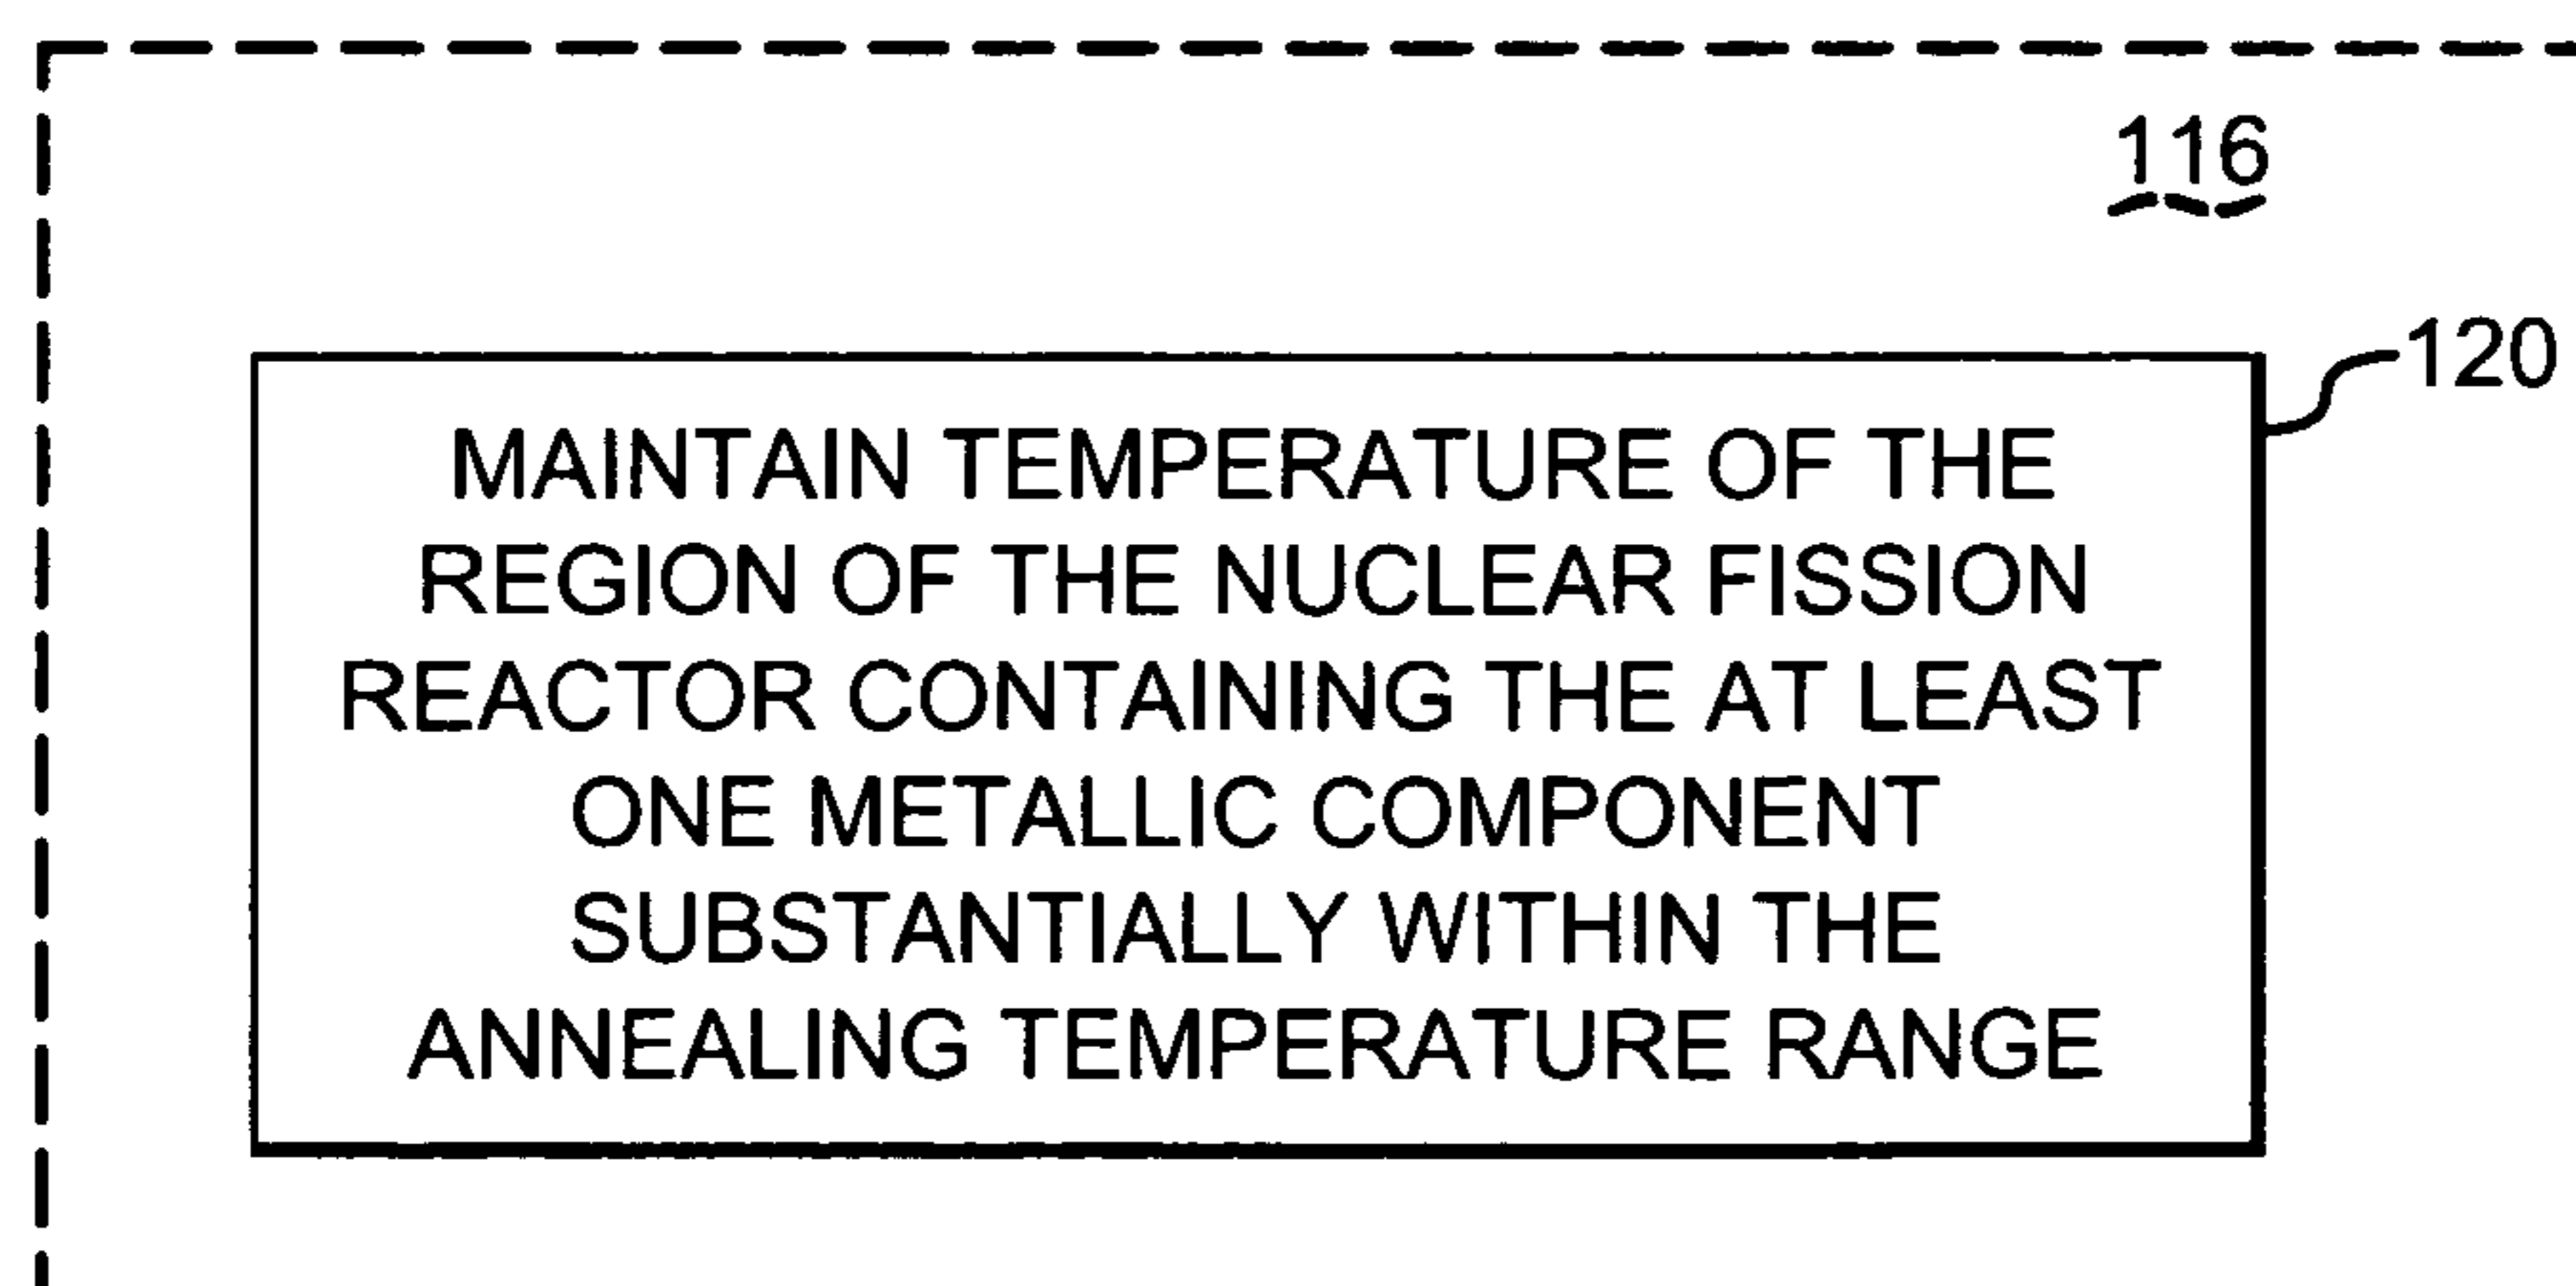 116
120
MAINTAIN TEMPERATURE OF THE
REGION OF THE NUCLEAR FISSION
REACTOR CONTAINING THE AT LEAST
ONE METALLIC COMPONENT
SUBSTANTIALLY WITHIN THE
ANNEALING TEMPERATURE RANGE